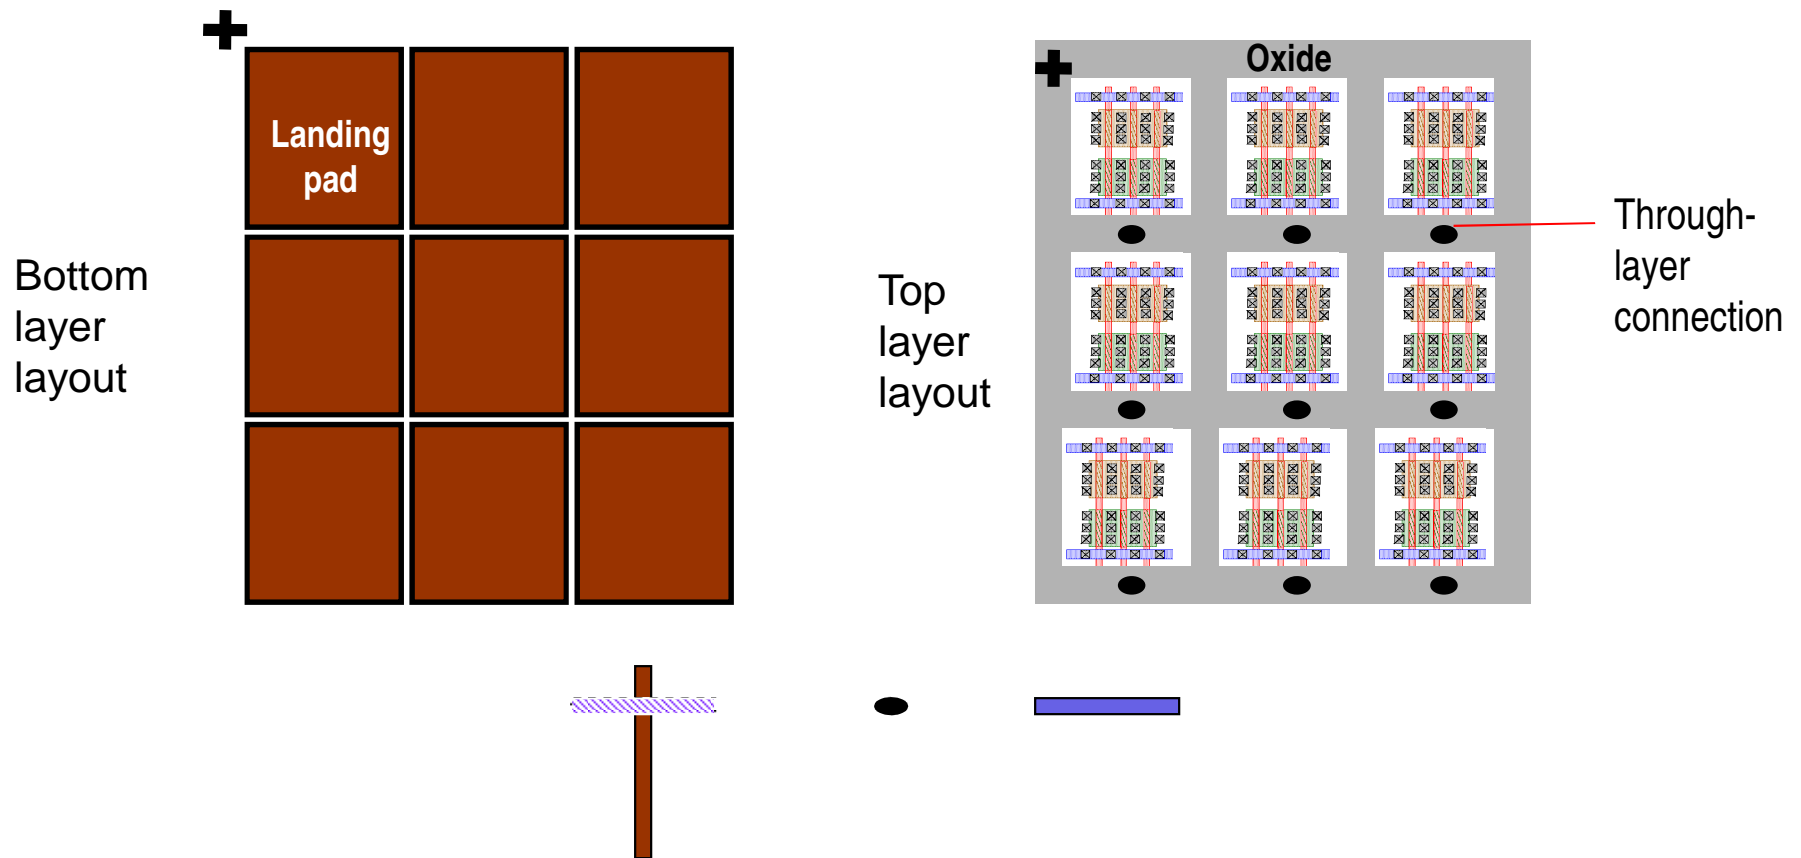 Landing
pad
Bottom
layer
layout
Oxide
Top
layer
layout
Through-
layer
connection